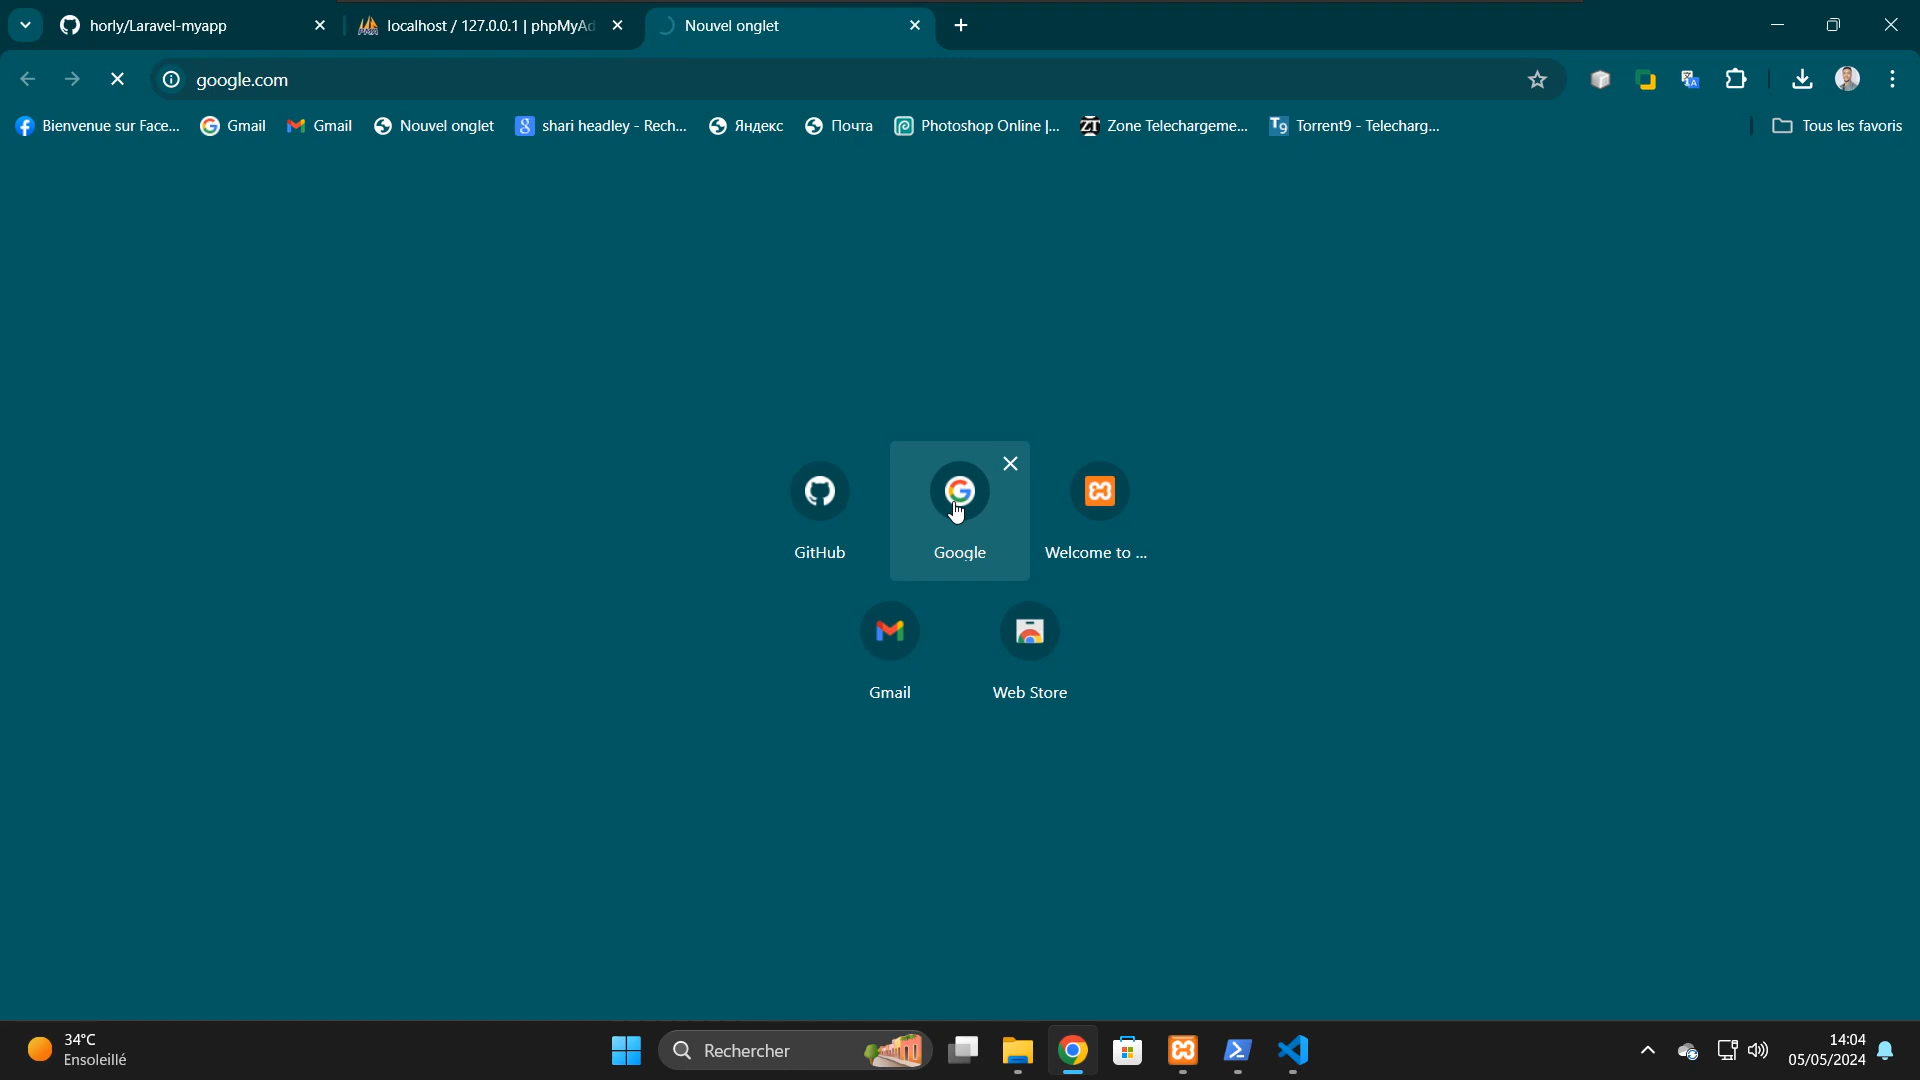 horly/Laravel-myapp
localhost / 127.0.0.1 | phpMyAd
Nouvel onglet
google.com
Bienvenue sur Face...
Gmail
Gmail
Nouvel onglet
shari headley - Rech...
Яндекс
Почта
Photoshop Online |...
ZT Zone Telechargeme...
T9 Torrent9 - Telecharg...
Tous les favoris
GitHub
Google
Welcome to ...
Gmail
Web Store
34°C
Ensoleillé
Rechercher
14:04
05/05/2024